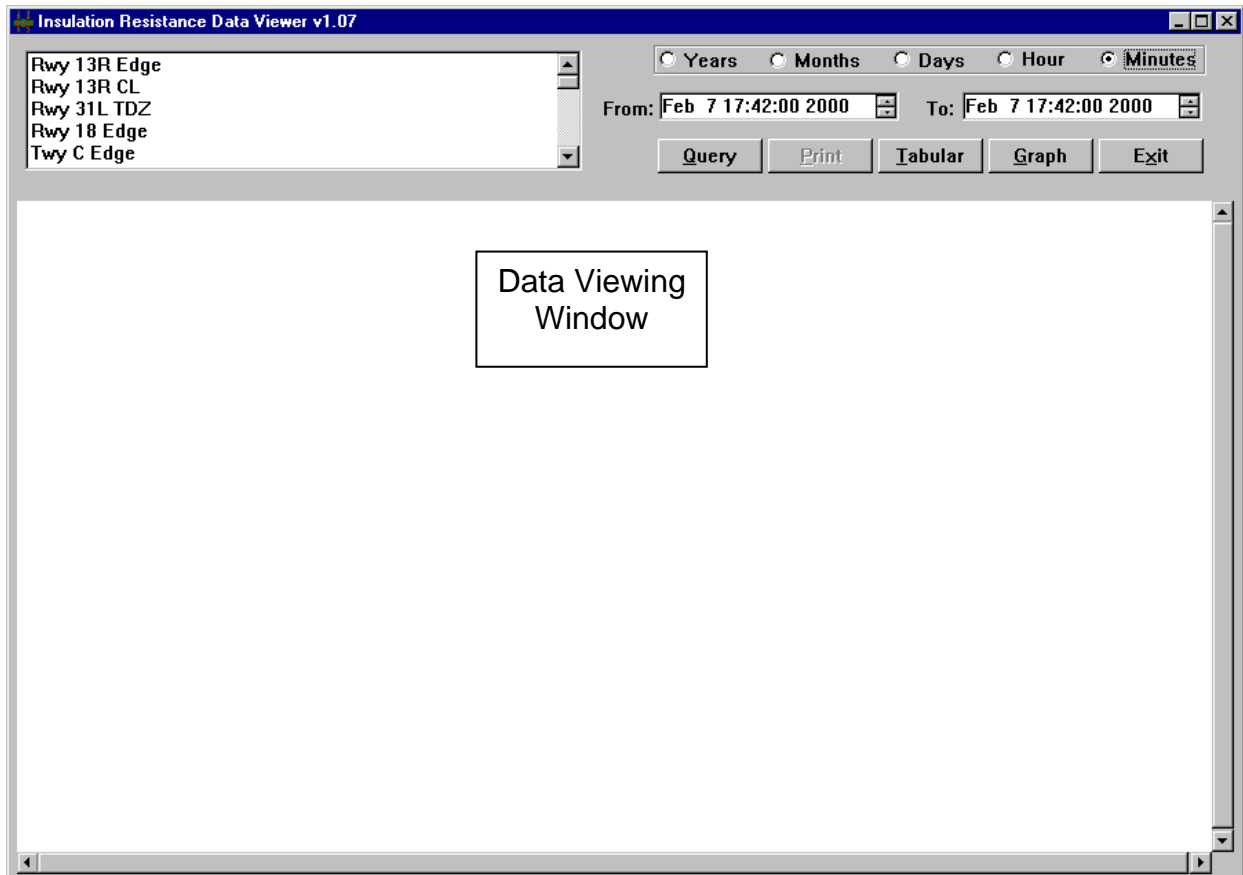 Insulation Resistance Data Viewer v1.07
Rwy 13R Edge
Rwy 13R CL
Rwy 31L TDZ
Rwy 18 Edge
Twy C Edge
Years Months Days Hour Minutes
From: Feb 7 17:42:00 2000 To: Feb 7 17:42:00 2000
Query Print Tabular Graph Exit
Data Viewing
Window